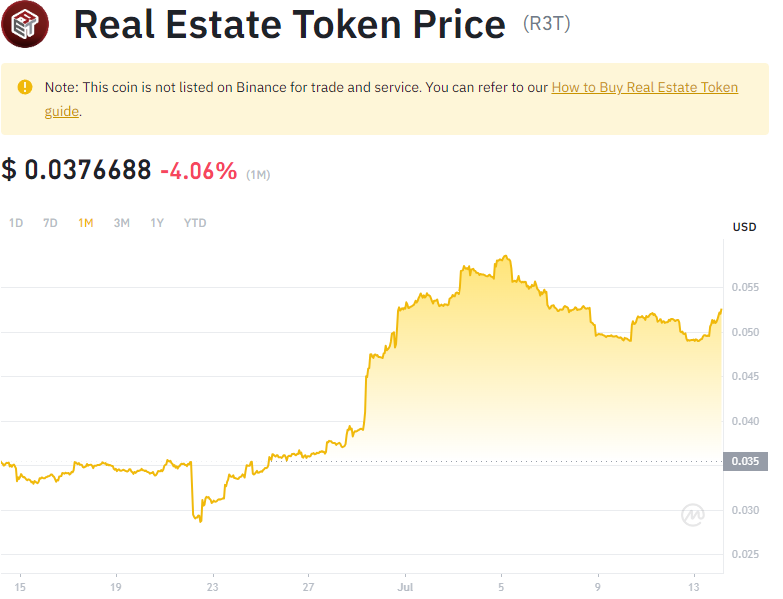 Real Estate Token Price (R3T)
Note: This coin is not listed on Binance for trade and service. You can refer to our How to Buy Real Estate Token
guide.
$ 0.0376688 -4.06% (1M)
1D 7D 1M 3M 1Y YTD
USD
0.055
0.050
0.045
0.040
0.035
0.030
0.025
15 19 23 27 Jul 5 9 13